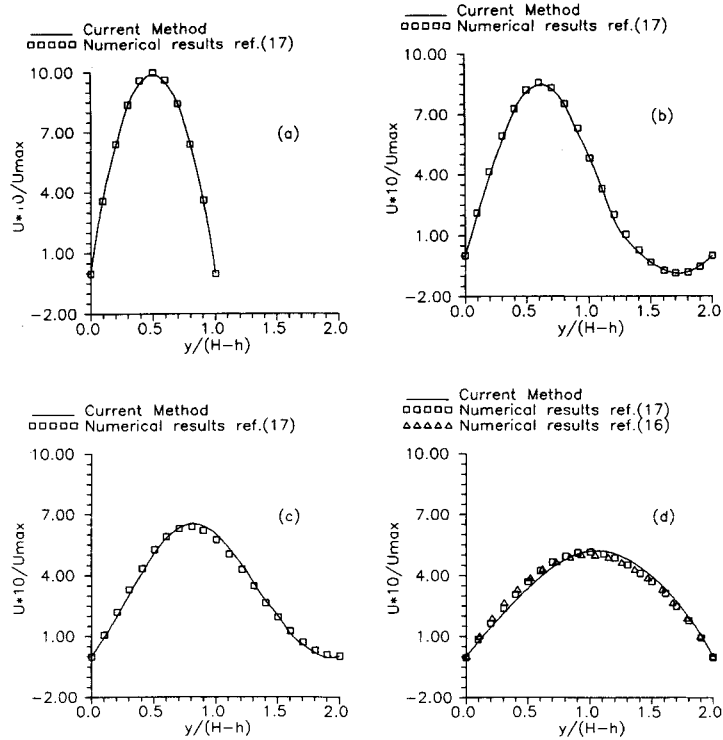 Current Method
Numerical results ref.(17)
10.00
7.00
4.00
1.00
−2.00
U*10/Umax
(a)
0.0 0.5 1.0 1.5 2.0
y/(H−h)
Current Method
Numerical results ref.(17)
10.00
7.00
4.00
1.00
−2.00
U*10/Umax
(b)
0.0 0.5 1.0 1.5 2.0
y/(H−h)
Current Method
Numerical results ref.(17)
10.00
7.00
4.00
1.00
−2.00
U*10/Umax
(c)
0.0 0.5 1.0 1.5 2.0
y/(H−h)
Current Method
Numerical results ref.(17)
Numerical results ref.(16)
10.00
7.00
4.00
1.00
−2.00
U*10/Umax
(d)
0.0 0.5 1.0 1.5 2.0
y/(H−h)